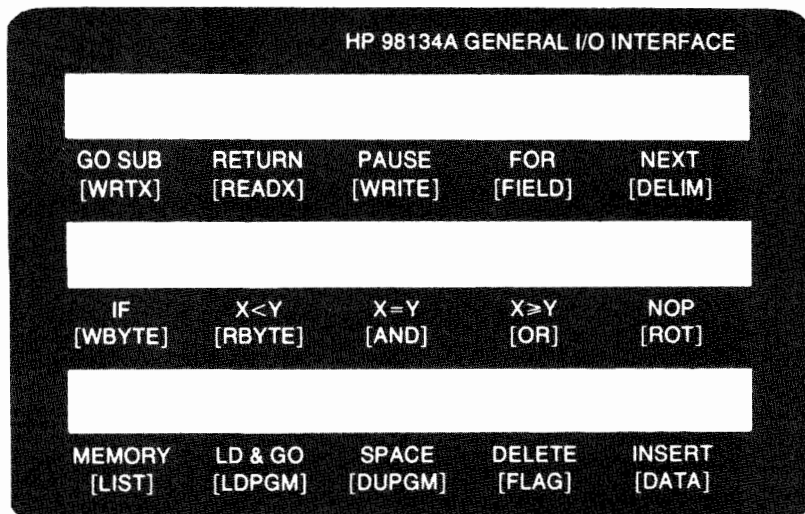 HP 98134A GENERAL I/O INTERFACE
GO SUB RETURN PAUSE FOR NEXT
[WRTX] [READX] [WRITE] [FIELD] [DELIM]
IF X<Y X=Y X⩾Y NOP
[WBYTE] [RBYTE] [AND] [OR] [ROT]
MEMORY LD & GO SPACE DELETE INSERT
[LIST] [LDPGM] [DUPGM] [FLAG] [DATA]